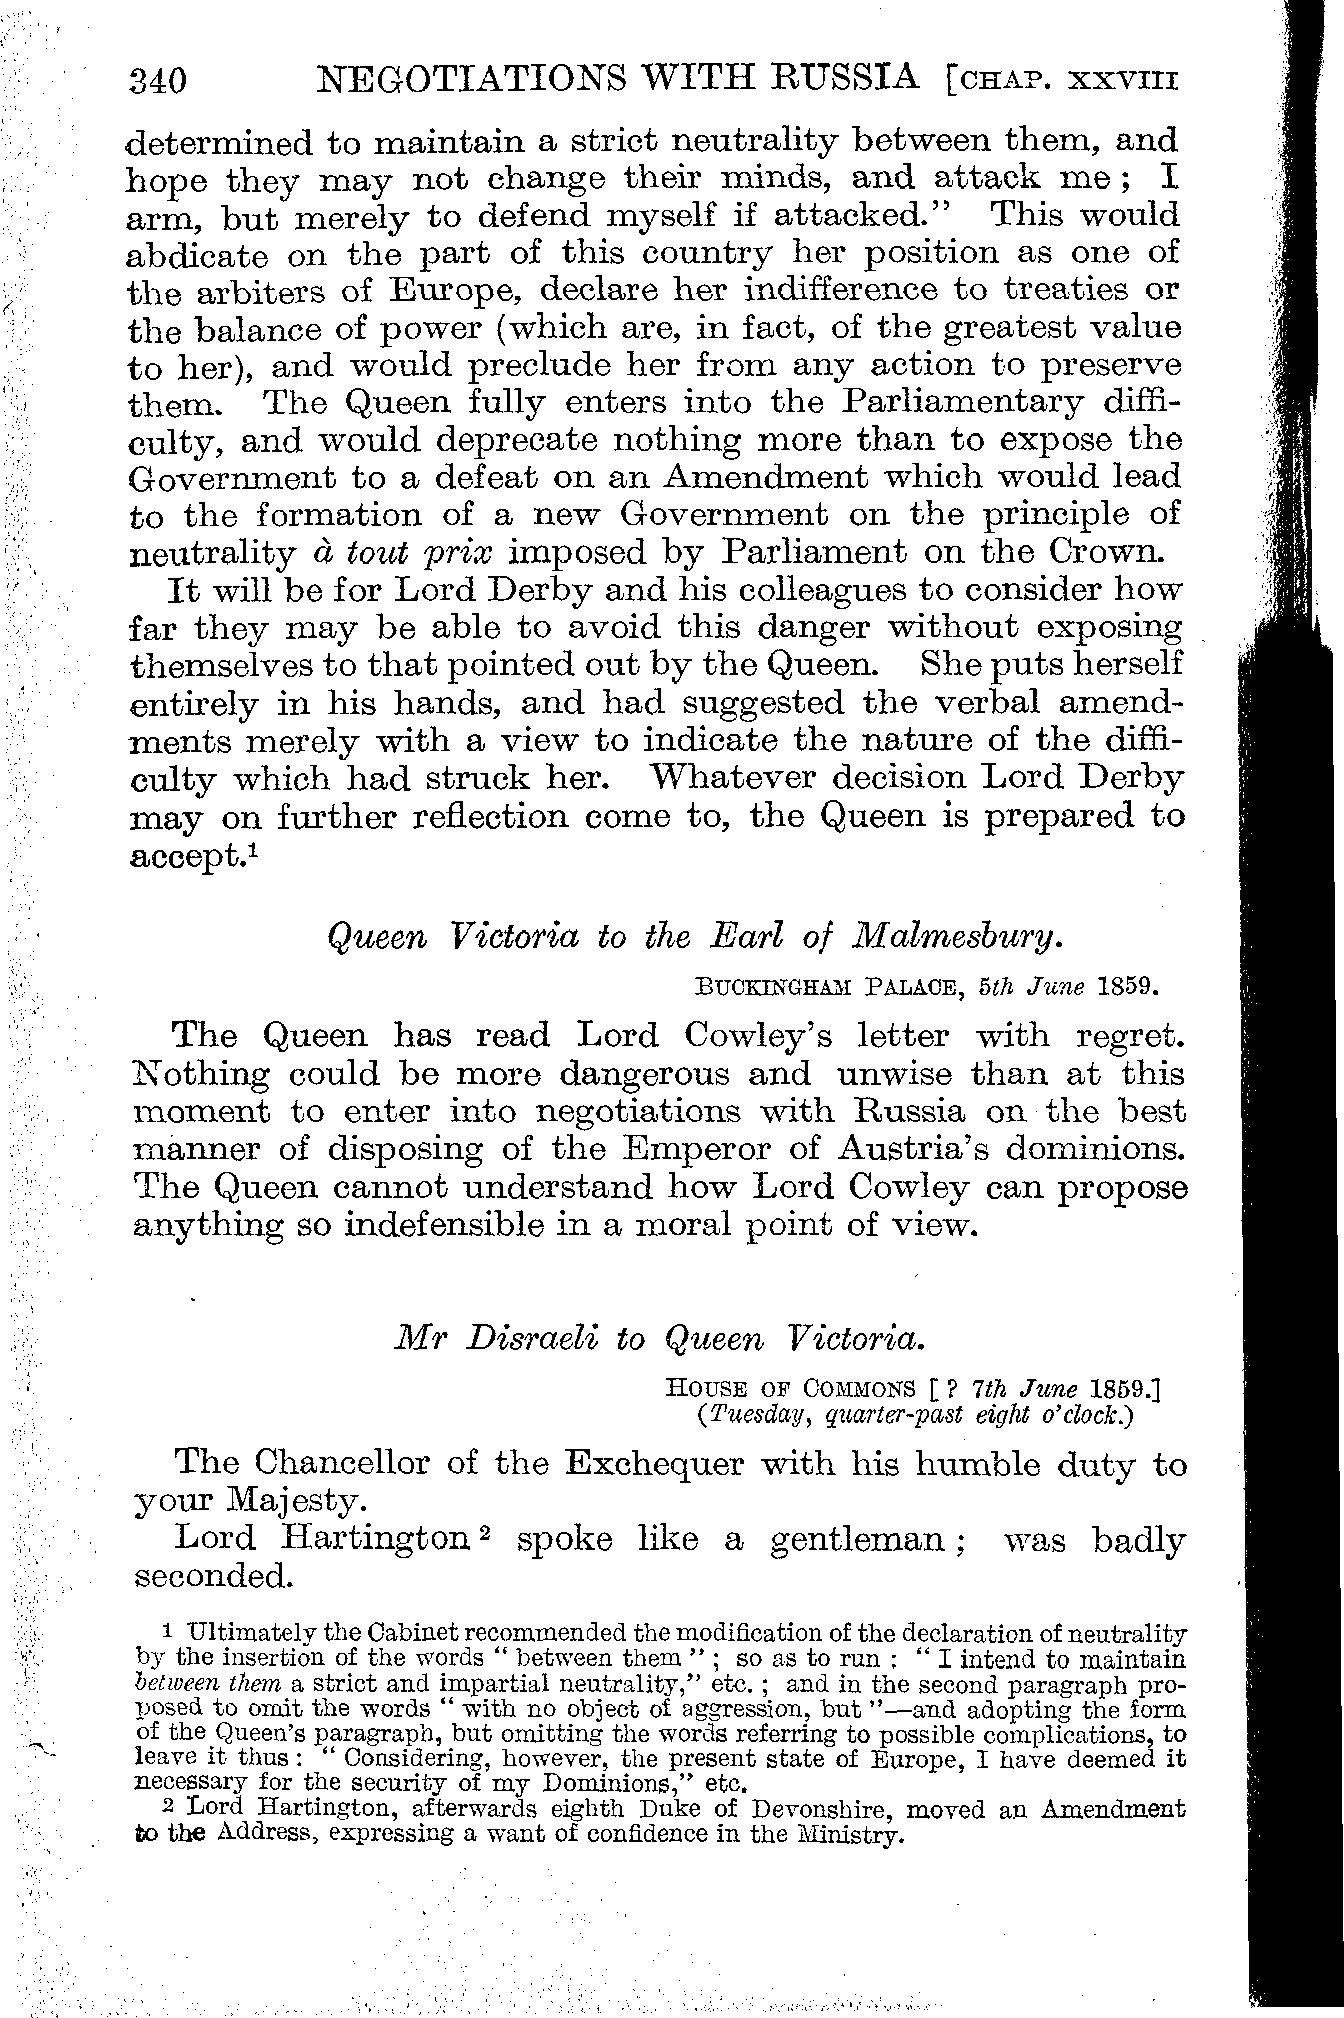 340 NEGOTIATIONS WITH RUSSIA [CHAP. XXVIII
determined to maintain a strict neutrality between them, and
hope they may not change their minds, and attack me ; I
arm, but merely to defend myself if attacked." This would
abdicate on the part of this country her position as one of
the arbiters of Europe, declare her indifference to treaties or
the balance of power (which are, in fact, of the greatest value
to her), and would preclude her from any action to preserve
them. The Queen fully enters into the Parliamentary diffi-
culty, and would deprecate nothing more than to expose the
Government to a defeat on an Amendment which would lead
to the formation of a new Government on the principle of
neutrality à tout prix imposed by Parliament on the Crown.
It will be for Lord Derby and his colleagues to consider how
far they may be able to avoid this danger without exposing
themselves to that pointed out by the Queen. She puts herself
entirely in his hands, and had suggested the verbal amend-
ments merely with a view to indicate the nature of the diffi-
culty which had struck her. Whatever decision Lord Derby
may on further reflection come to, the Queen is prepared to
accept.¹
Queen Victoria to the Earl of Malmesbury.
BUCKINGHAM PALACE, 5th June 1859.
The Queen has read Lord Cowley's letter with regret.
Nothing could be more dangerous and unwise than at this
moment to enter into negotiations with Russia on the best
manner of disposing of the Emperor of Austria's dominions.
The Queen cannot understand how Lord Cowley can propose
anything so indefensible in a moral point of view.
Mr Disraeli to Queen Victoria.
HOUSE OF COMMONS [ ? 7th June 1859.]
(Tuesday, quarter-past eight o'clock.)
The Chancellor of the Exchequer with his humble duty to
your Majesty.
Lord Hartington ² spoke like a gentleman ; was badly
seconded.
1 Ultimately the Cabinet recommended the modification of the declaration of neutrality
by the insertion of the words " between them " ; so as to run : " I intend to maintain
between them a strict and impartial neutrality," etc. ; and in the second paragraph pro-
posed to omit the words " with no object of aggression, but "—and adopting the form
of the Queen's paragraph, but omitting the words referring to possible complications, to
leave it thus : " Considering, however, the present state of Europe, I have deemed it
necessary for the security of my Dominions," etc.
2 Lord Hartington, afterwards eighth Duke of Devonshire, moved an Amendment
to the Address, expressing a want of confidence in the Ministry.